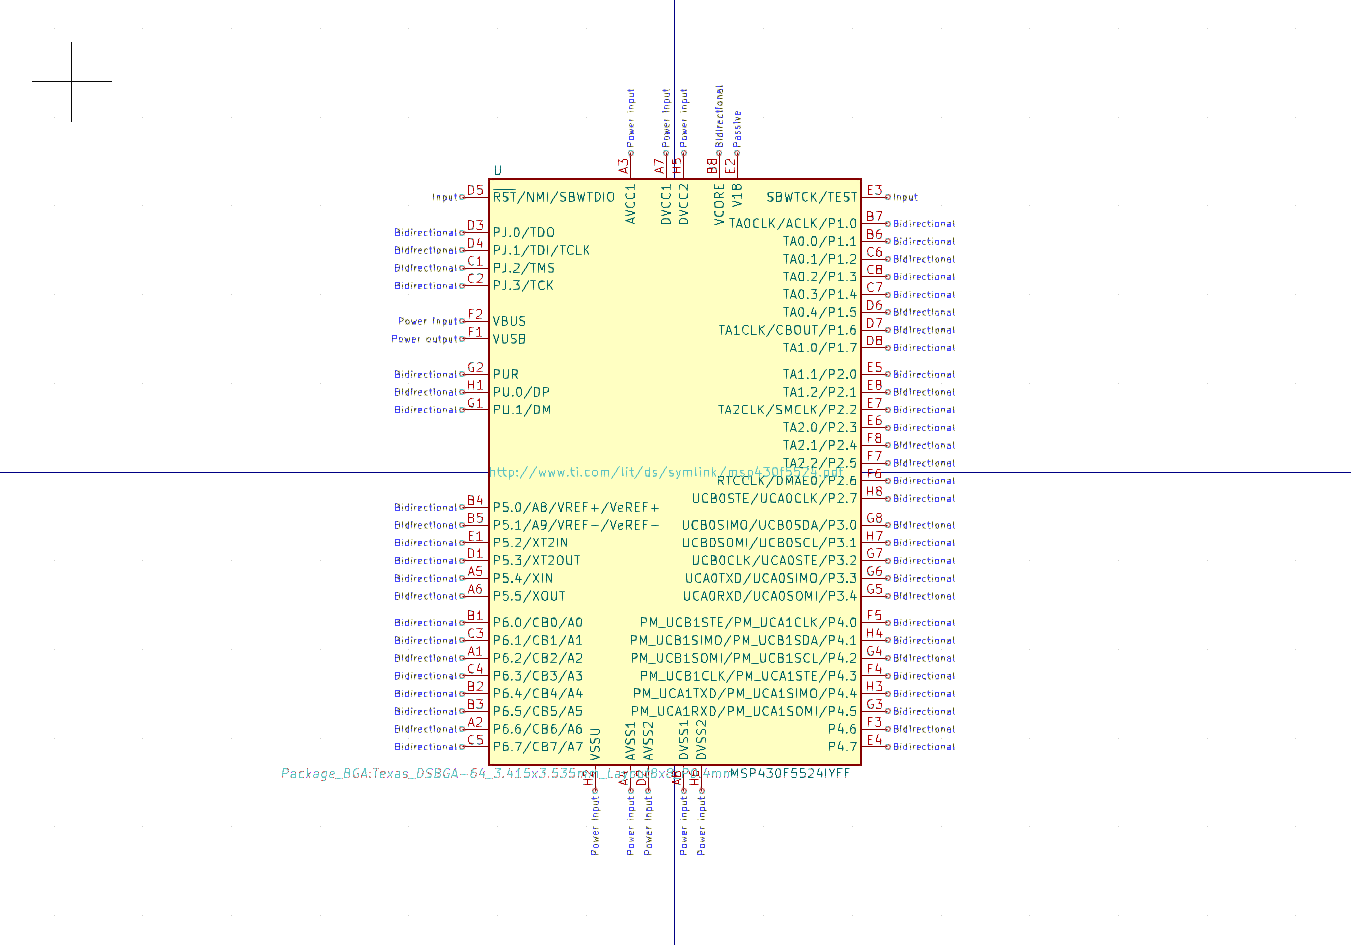 Power input
Power input
Power input
Bidirectional
Passive
A3
A7
H5
B8
E2
U
AVCC1
DVCC1
DVCC2
VCORE
V18
Input D5 RST/NMI/SBWTDIO
Bidirectional D3 PJ.0/TDO
Bidirectional D4 PJ.1/TDI/TCLK
Bidirectional C1 PJ.2/TMS
Bidirectional C2 PJ.3/TCK
Power input F2 VBUS
Power output F1 VUSB
Bidirectional G2 PUR
Bidirectional H1 PU.0/DP
Bidirectional G1 PU.1/DM
Bidirectional B4 P5.0/A8/VREF+/VeREF+
Bidirectional B5 P5.1/A9/VREF-/VeREF-
Bidirectional E1 P5.2/XT2IN
Bidirectional D1 P5.3/XT2OUT
Bidirectional A5 P5.4/XIN
Bidirectional A6 P5.5/XOUT
Bidirectional B1 P6.0/CB0/A0
Bidirectional C3 P6.1/CB1/A1
Bidirectional A1 P6.2/CB2/A2
Bidirectional C4 P6.3/CB3/A3
Bidirectional B2 P6.4/CB4/A4
Bidirectional B3 P6.5/CB5/A5
Bidirectional A2 P6.6/CB6/A6
Bidirectional C5 P6.7/CB7/A7
SBWTCK/TEST E3 Input
TA0CLK/ACLK/P1.0 B7 Bidirectional
TA0.0/P1.1 B6 Bidirectional
TA0.1/P1.2 C6 Bidirectional
TA0.2/P1.3 C8 Bidirectional
TA0.3/P1.4 C7 Bidirectional
TA0.4/P1.5 D6 Bidirectional
TA1CLK/CBOUT/P1.6 D7 Bidirectional
TA1.0/P1.7 D8 Bidirectional
TA1.1/P2.0 E5 Bidirectional
TA1.2/P2.1 E8 Bidirectional
TA2CLK/SMCLK/P2.2 E7 Bidirectional
TA2.0/P2.3 E6 Bidirectional
TA2.1/P2.4 F8 Bidirectional
TA2.2/P2.5 F7 Bidirectional
http://www.ti.com/lit/ds/symlink/msp430f5524.pdf
RTCCLK/DMAE0/P2.6 F6 Bidirectional
UCB0STE/UCA0CLK/P2.7 H8 Bidirectional
UCB0SIMO/UCB0SDA/P3.0 G8 Bidirectional
UCB0SOMI/UCB0SCL/P3.1 H7 Bidirectional
UCB0CLK/UCA0STE/P3.2 G7 Bidirectional
UCA0TXD/UCA0SIMO/P3.3 G6 Bidirectional
UCA0RXD/UCA0SOMI/P3.4 G5 Bidirectional
PM_UCB1STE/PM_UCA1CLK/P4.0 F5 Bidirectional
PM_UCB1SIMO/PM_UCB1SDA/P4.1 H4 Bidirectional
PM_UCB1SOMI/PM_UCB1SCL/P4.2 G4 Bidirectional
PM_UCB1CLK/PM_UCA1STE/P4.3 F4 Bidirectional
PM_UCA1TXD/PM_UCA1SIMO/P4.4 H3 Bidirectional
PM_UCA1RXD/PM_UCA1SOMI/P4.5 G3 Bidirectional
P4.6 F3 Bidirectional
P4.7 E4 Bidirectional
VSSU
AVSS1
AVSS2
DVSS1
DVSS2
MSP430F5524IYFF
H2
A4
A8
H6
Power input
Power input
Power input
Power input
Power input